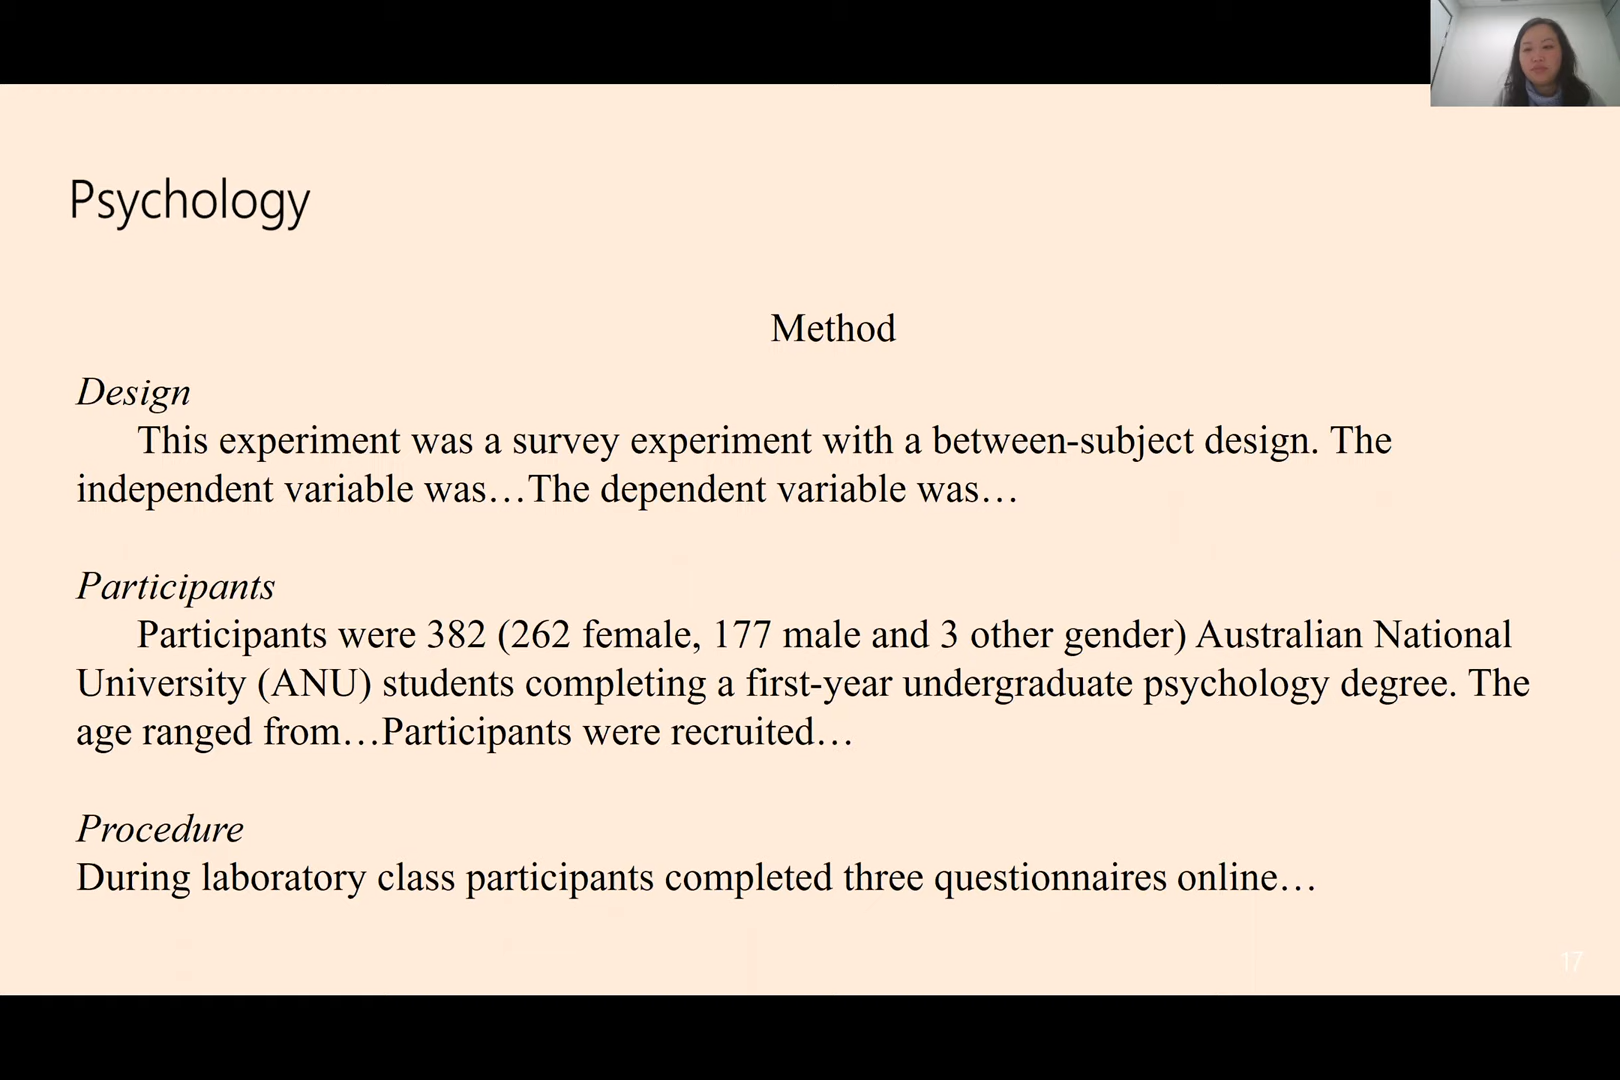 Psychology
Method
Design
This experiment was a survey experiment with a between-subject design. The
independent variable was…The dependent variable was…
Participants
Participants were 382 (262 female, 177 male and 3 other gender) Australian National
University (ANU) students completing a first-year undergraduate psychology degree. The
age ranged from…Participants were recruited…
Procedure
During laboratory class participants completed three questionnaires online…
17